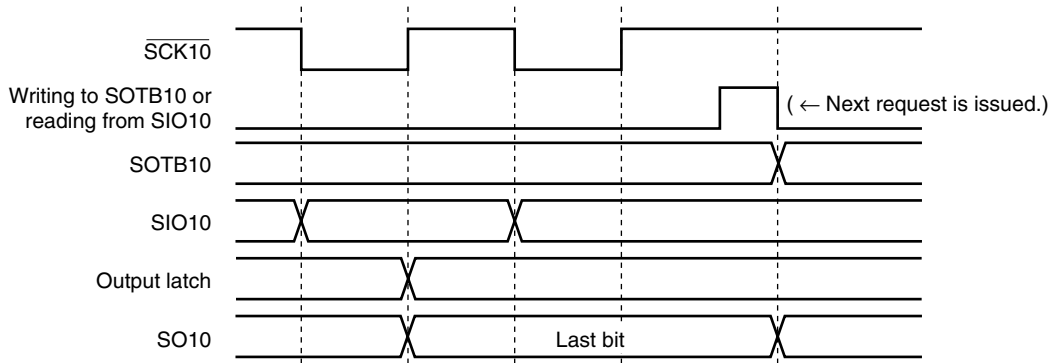 SCK10
Writing to SOTB10 or
reading from SIO10
( ← Next request is issued.)
SOTB10
SIO10
Output latch
SO10
Last bit